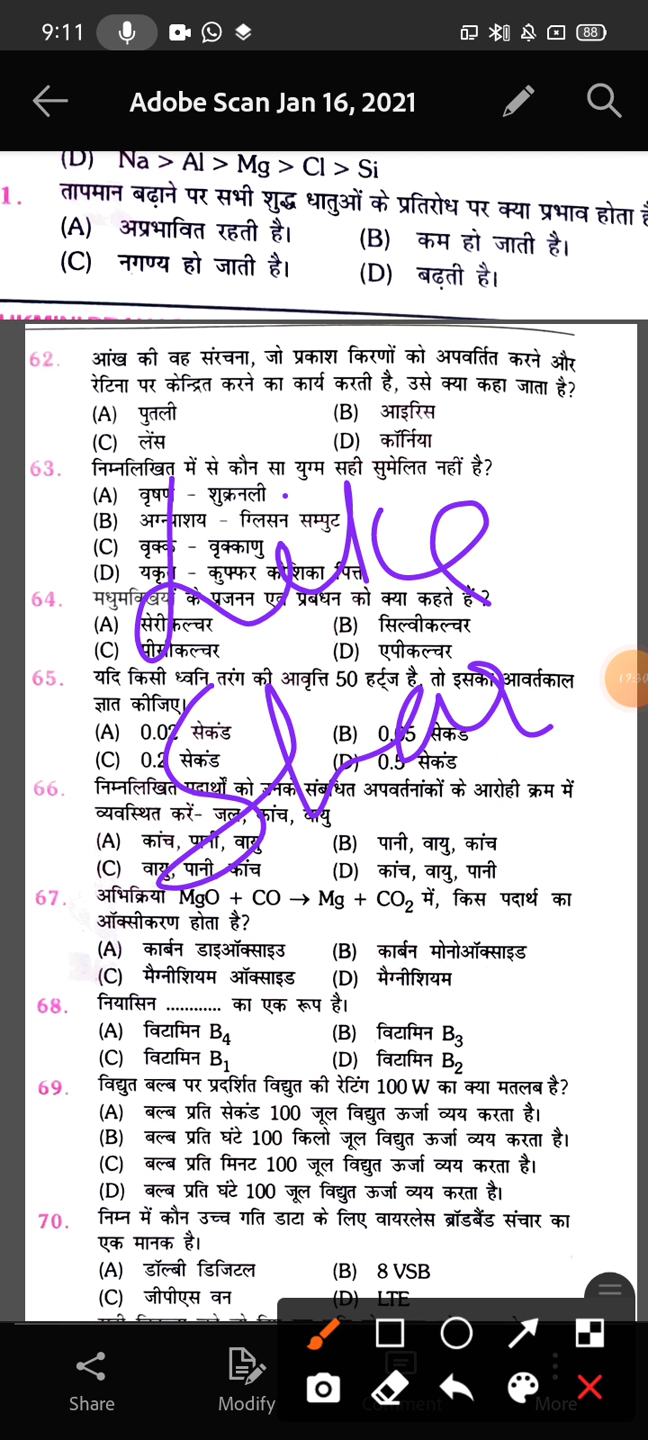 9:11
88
Adobe Scan Jan 16, 2021
(D) Na > Al > Mg > Cl > Si
1. तापमान बढ़ाने पर सभी शुद्ध धातुओं के प्रतिरोध पर क्या प्रभाव होता है
(A) अप्रभावित रहती है। (B) कम हो जाती है।
(C) नगण्य हो जाती है। (D) बढ़ती है।
62. आंख की वह संरचना, जो प्रकाश किरणों को अपवर्तित करने और
रेटिना पर केन्द्रित करने का कार्य करती है, उसे क्या कहा जाता है?
(A) पुतली (B) आइरिस
(C) लेंस (D) कॉर्निया
63. निम्नलिखित में से कौन सा युग्म सही सुमेलित नहीं है?
(A) वृषण - शुक्रनली
(B) अग्न्याशय - ग्लिसन सम्पुट
(C) वृक्क - वृक्काणु
(D) यकृत - कुफ्फर कोशिका पित्त
64. मधुमक्खियों के प्रजनन एवं प्रबंधन को क्या कहते हैं?
(A) सेरीकल्चर (B) सिल्वीकल्चर
(C) पीसीकल्चर (D) एपीकल्चर
65. यदि किसी ध्वनि तरंग की आवृत्ति 50 हर्ट्ज है, तो इसका आवर्तकाल
ज्ञात कीजिए।
(A) 0.02 सेकंड (B) 0.05 सेकंड
(C) 0.2 सेकंड (D) 0.5 सेकंड
66. निम्नलिखित पदार्थों को उनके संबंधित अपवर्तनांकों के आरोही क्रम में
व्यवस्थित करें- जल, कांच, वायु
(A) कांच, पानी, वायु (B) पानी, वायु, कांच
(C) वायु, पानी, कांच (D) कांच, वायु, पानी
67. अभिक्रिया MgO + CO → Mg + CO₂ में, किस पदार्थ का
ऑक्सीकरण होता है?
(A) कार्बन डाइऑक्साइड (B) कार्बन मोनोऑक्साइड
(C) मैग्नीशियम ऑक्साइड (D) मैग्नीशियम
68. नियासिन ............ का एक रूप है।
(A) विटामिन B₄ (B) विटामिन B₃
(C) विटामिन B₁ (D) विटामिन B₂
69. विद्युत बल्ब पर प्रदर्शित विद्युत की रेटिंग 100 W का क्या मतलब है?
(A) बल्ब प्रति सेकंड 100 जूल विद्युत ऊर्जा व्यय करता है।
(B) बल्ब प्रति घंटे 100 किलो जूल विद्युत ऊर्जा व्यय करता है।
(C) बल्ब प्रति मिनट 100 जूल विद्युत ऊर्जा व्यय करता है।
(D) बल्ब प्रति घंटे 100 जूल विद्युत ऊर्जा व्यय करता है।
70. निम्न में कौन उच्च गति डाटा के लिए वायरलेस ब्रॉडबैंड संचार का
एक मानक है।
(A) डॉल्बी डिजिटल (B) 8 VSB
(C) जीपीएस वन (D) LTE
Like
Shear
19:30
Share Modify Comment More